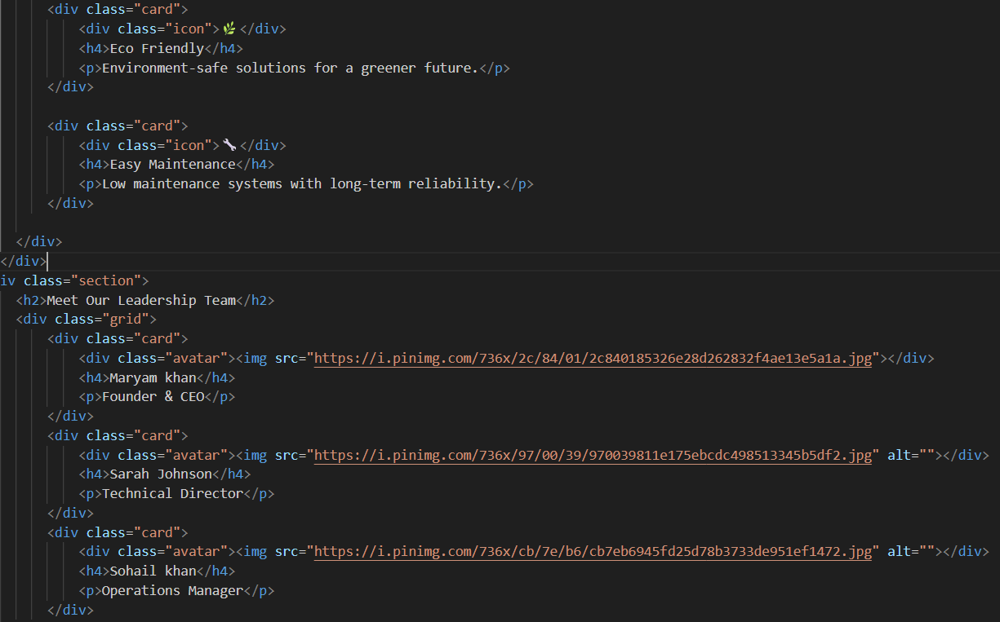 <div class="card">
<div class="icon">🌿</div>
<h4>Eco Friendly</h4>
<p>Environment-safe solutions for a greener future.</p>
</div>
<div class="card">
<div class="icon">🔧</div>
<h4>Easy Maintenance</h4>
<p>Low maintenance systems with long-term reliability.</p>
</div>
</div>
</div>
iv class="section">
<h2>Meet Our Leadership Team</h2>
<div class="grid">
<div class="card">
<div class="avatar"><img src="https://i.pinimg.com/736x/2c/84/01/2c840185326e28d262832f4ae13e5a1a.jpg"></div>
<h4>Maryam khan</h4>
<p>Founder & CEO</p>
</div>
<div class="card">
<div class="avatar"><img src="https://i.pinimg.com/736x/97/00/39/970039811e175ebcdc498513345b5df2.jpg" alt=""></div>
<h4>Sarah Johnson</h4>
<p>Technical Director</p>
</div>
<div class="card">
<div class="avatar"><img src="https://i.pinimg.com/736x/cb/7e/b6/cb7eb6945fd25d78b3733de951ef1472.jpg" alt=""></div>
<h4>Sohail khan</h4>
<p>Operations Manager</p>
</div>